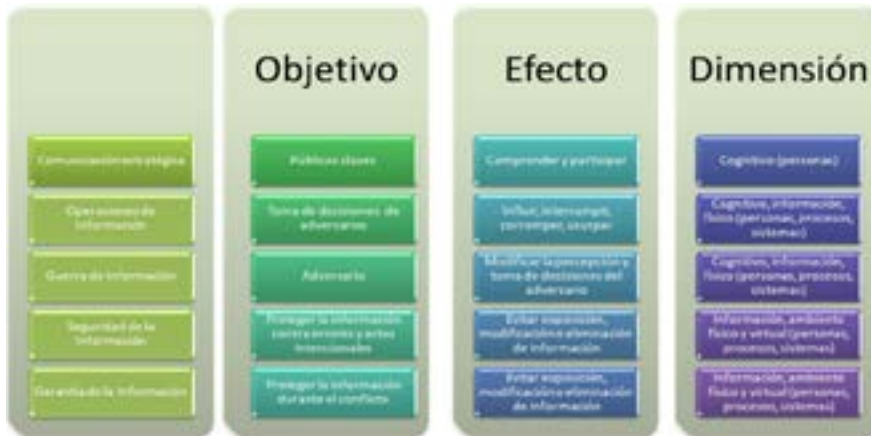 Objetivo
Efecto
Dimensión
Comunicación estratégica
Públicos claves
Comprender y participar
Cognitivo (personas)
Operaciones de
Información
Toma de decisiones de
adversarios
Influir, interrumpir,
corromper, usurpar
Cognitivo, información,
físico (personas, procesos,
sistemas)
Guerra de Información
Adversario
Modificar la percepción y
toma de decisiones del
adversario
Cognitivo, información,
físico (personas, procesos,
sistemas)
Seguridad de la
Información
Proteger la información
contra errores y actos
intencionales
Evitar exposición,
modificación o eliminación
de información
Información, ambiente
físico y virtual (personas,
procesos, sistemas)
Garantía de la Información
Proteger la información
durante el conflicto
Evitar exposición,
modificación o eliminación
de información
Información, ambiente
físico y virtual (personas,
procesos, sistemas)